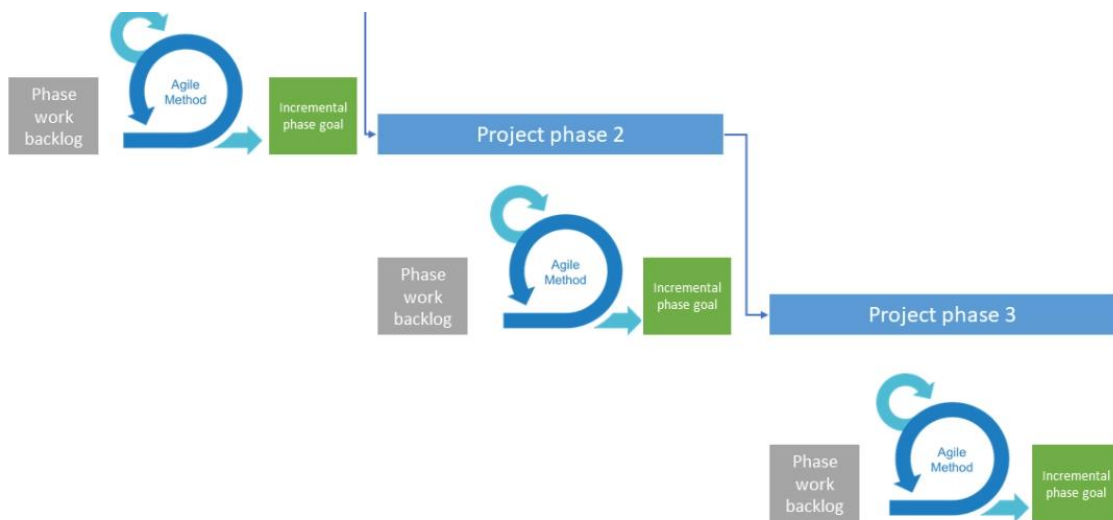 Phase
work
backlog
Agile
Method
Incremental
phase goal
Project phase 2
Phase
work
backlog
Agile
Method
Incremental
phase goal
Project phase 3
Phase
work
backlog
Agile
Method
Incremental
phase goal